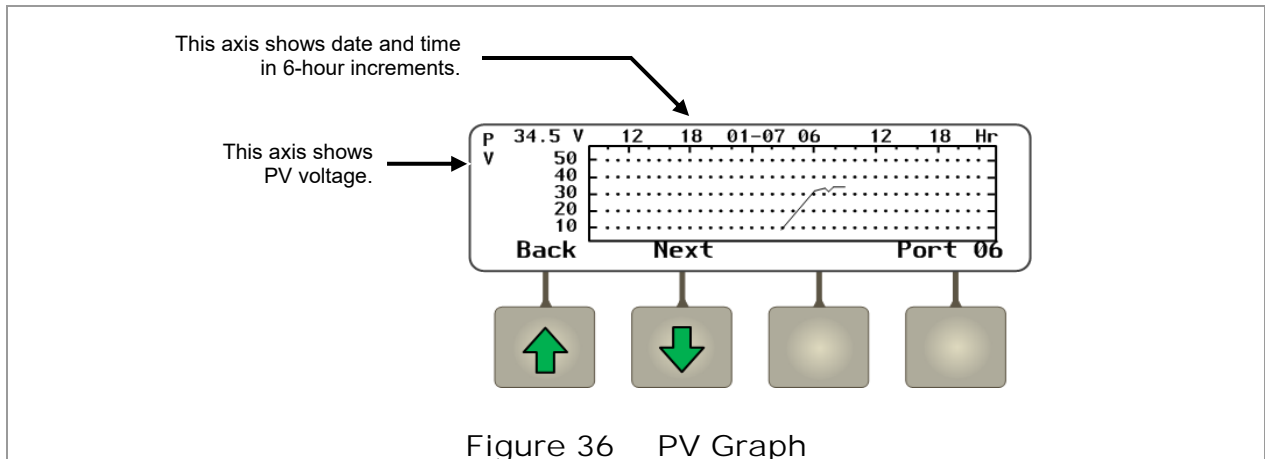 This axis shows date and time
in 6-hour increments.
This axis shows
PV voltage.
P 34.5 V 12 18 01-07 06 12 18 Hr
V 50
40
30
20
10
Back Next Port 06
Figure 36 PV Graph